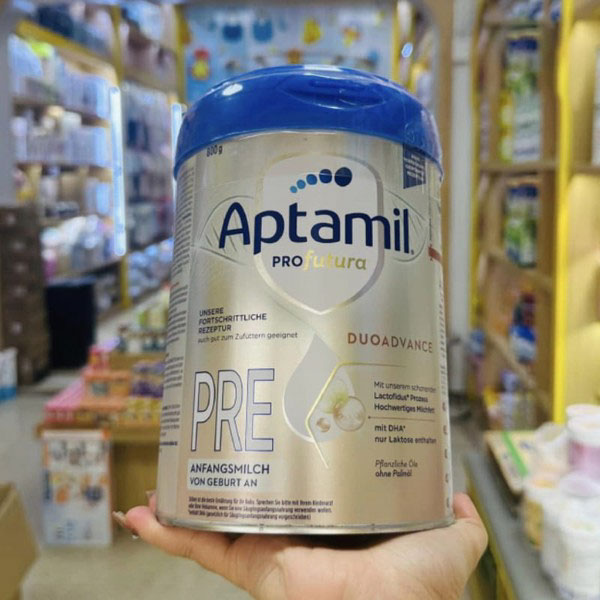 800 g
Aptamil
PROfutura
UNSERE
FORTSCHRITTLICHE
REZEPTUR
auch gut zum Zufüttern geeignet
DUOADVANCE
PRE
ANFANGSMILCH
VON GEBURT AN
Mit unserem schonenden
Lactofidus® Prozess
Hochwertiges Milchfett
mit DHA¹
nur Laktose enthalten
Pflanzliche Öle
ohne Palmöl